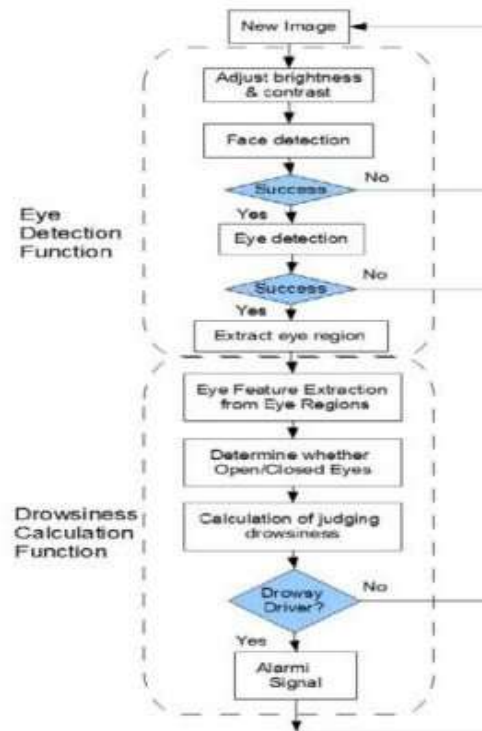 New Image
Adjust brightness
& contrast
Face detection
Success
No
Yes
Eye
Detection
Function
Eye detection
Success
No
Yes
Extract eye region
Eye Feature Extraction
from Eye Regions
Determine whether
Open/Closed Eyes
Drowsiness
Calculation
Function
Calculation of judging
drowsiness
Drowsy
Driver?
No
Yes
Alarmi
Signal